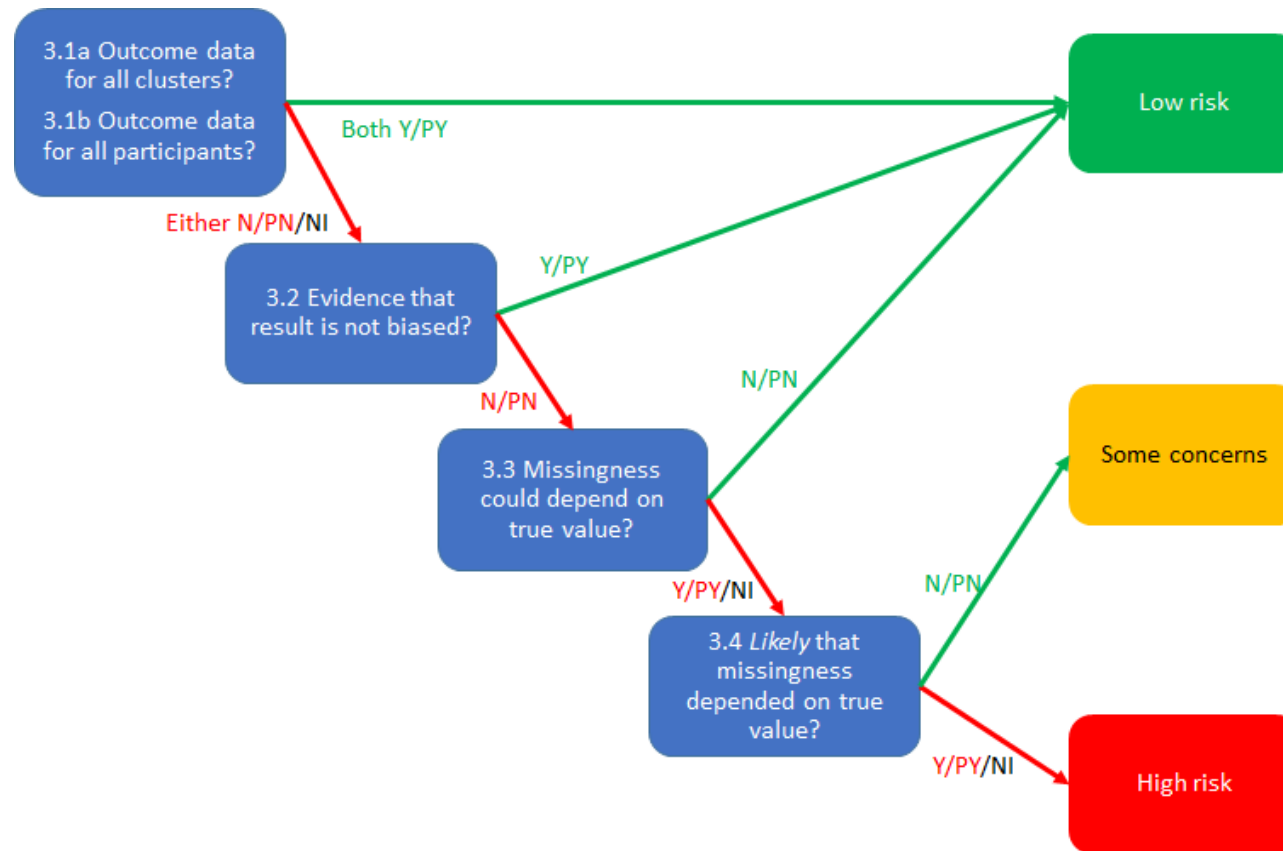 3.1a Outcome data
for all clusters?
3.1b Outcome data
for all participants?
Both Y/PY
Low risk
Either N/PN/NI
3.2 Evidence that
result is not biased?
Y/PY
N/PN
N/PN
3.3 Missingness
could depend on
true value?
Some concerns
Y/PY/NI
N/PN
3.4 Likely that
missingness
depended on true
value?
Y/PY/NI
High risk